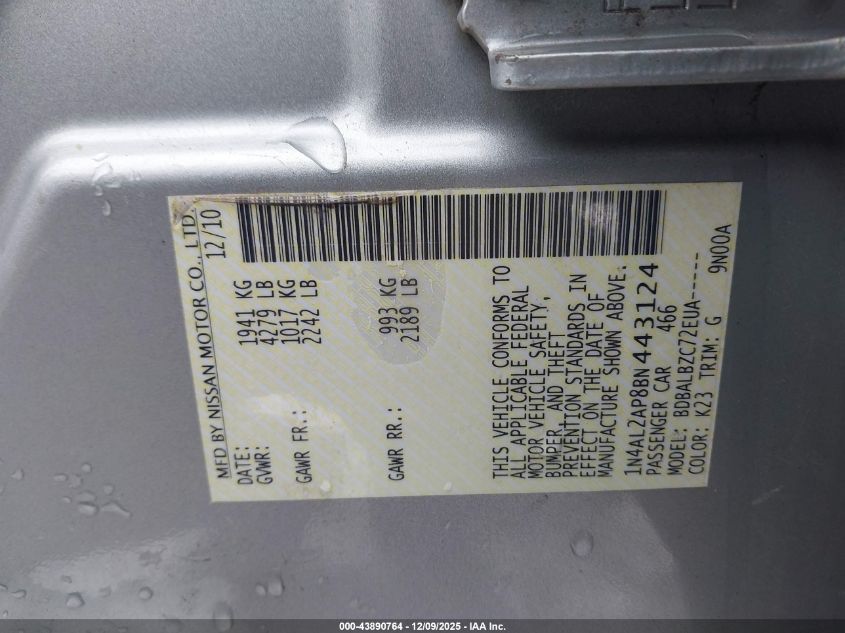 MFD BY NISSAN MOTOR CO., LTD.
DATE: 12/10
GVWR: 1941 KG
4279 LB
GAWR FR.: 1017 KG
2242 LB
GAWR RR.: 993 KG
2189 LB
THIS VEHICLE CONFORMS TO
ALL APPLICABLE FEDERAL
MOTOR VEHICLE SAFETY,
BUMPER, AND THEFT
PREVENTION STANDARDS IN
EFFECT ON THE DATE OF
MANUFACTURE SHOWN ABOVE.
1N4AL2AP8BN443124
PASSENGER CAR 466
MODEL: BDBALBZC72EUA-----
COLOR: K23 TRIM: G 9N00A
000-43890764 - 12/09/2025 - IAA Inc.